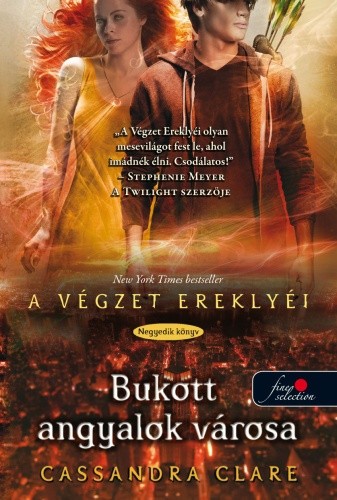 „A Végzet Ereklyéi olyan
mesevilágot fest le, ahol
imádnék élni. Csodálatos!”
– Stephenie Meyer
A Twilight szerzője
New York Times bestseller
A VÉGZET EREKLYÉI
Negyedik könyv
Bukott
angyalok városa
fine
selection
CASSANDRA CLARE